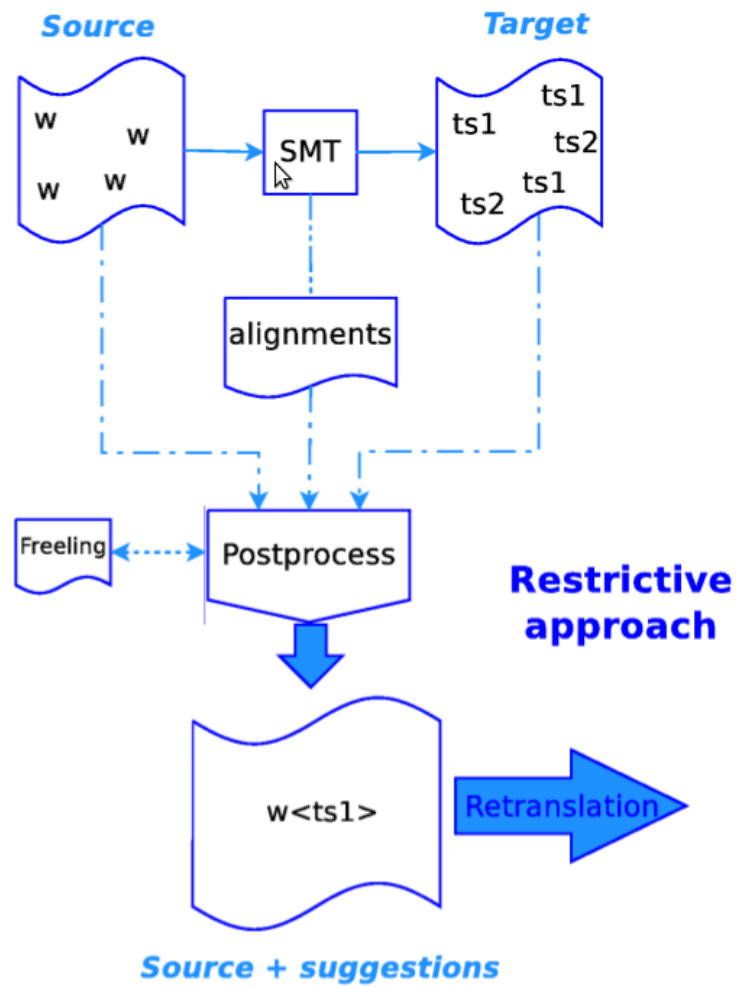 Source
Target
w
w
w
w
SMT
ts1
ts1
ts2
ts1
ts2
alignments
Freeling
Postprocess
Restrictive
approach
w<ts1>
Retranslation
Source + suggestions